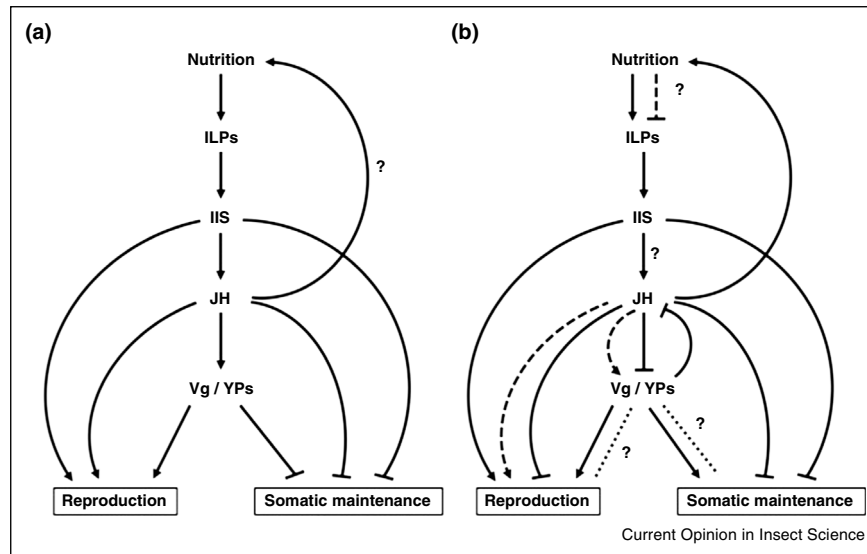 (a)
Nutrition
ILPs
?
IIS
JH
Vg / YPs
Reproduction
Somatic maintenance
(b)
Nutrition
?
ILPs
IIS
?
JH
Vg / YPs
?
?
Reproduction
Somatic maintenance
Current Opinion in Insect Science